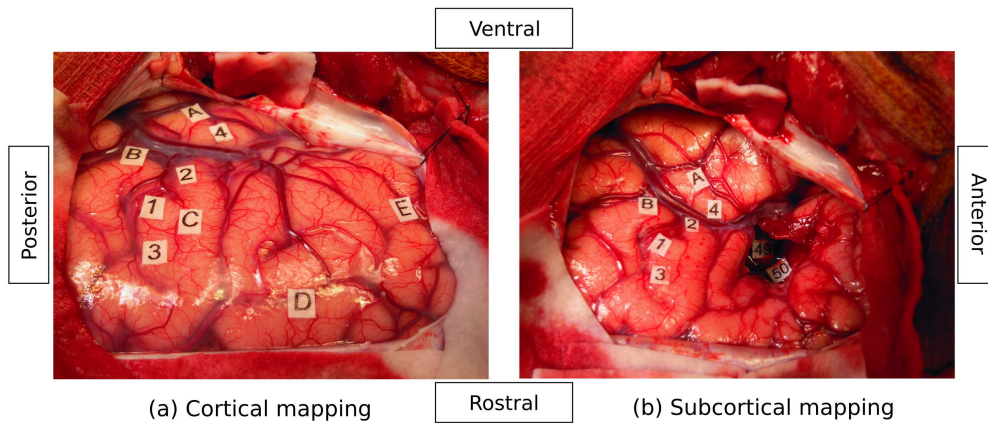 Ventral
Posterior
Anterior
A
4
B
2
1
C
E
3
D
A
B
4
2
1
49
3
50
(a) Cortical mapping
Rostral
(b) Subcortical mapping